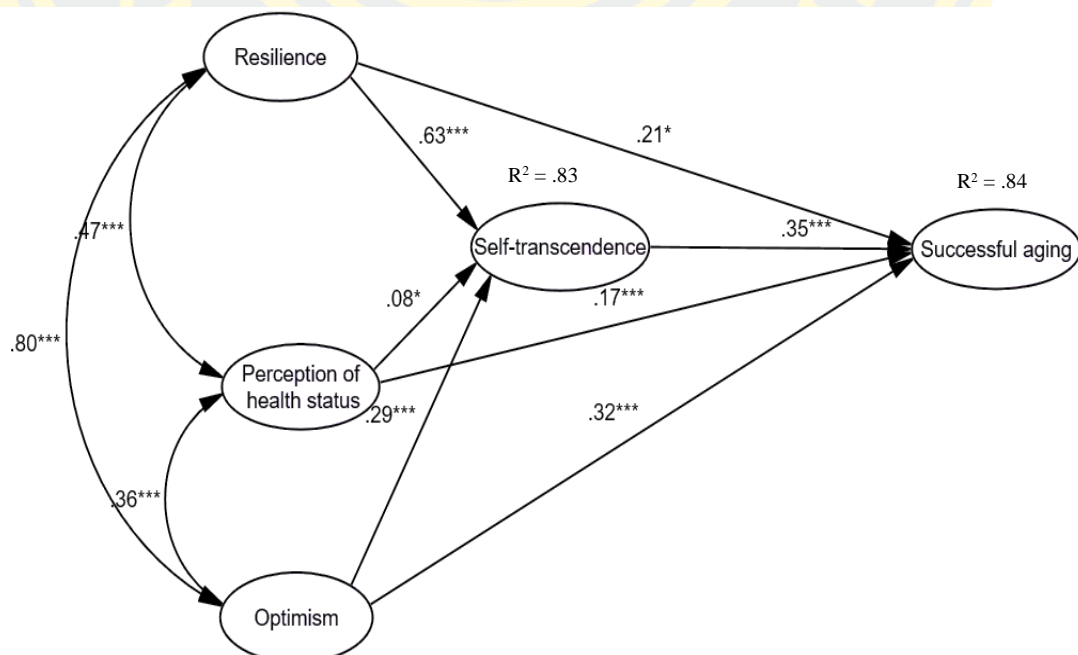 Resilience
.63***
.21*
R² = .83
R² = .84
.47***
.35***
Self-transcendence
Successful aging
.08*
.17***
.80***
Perception of
health status
.29***
.32***
.36***
Optimism